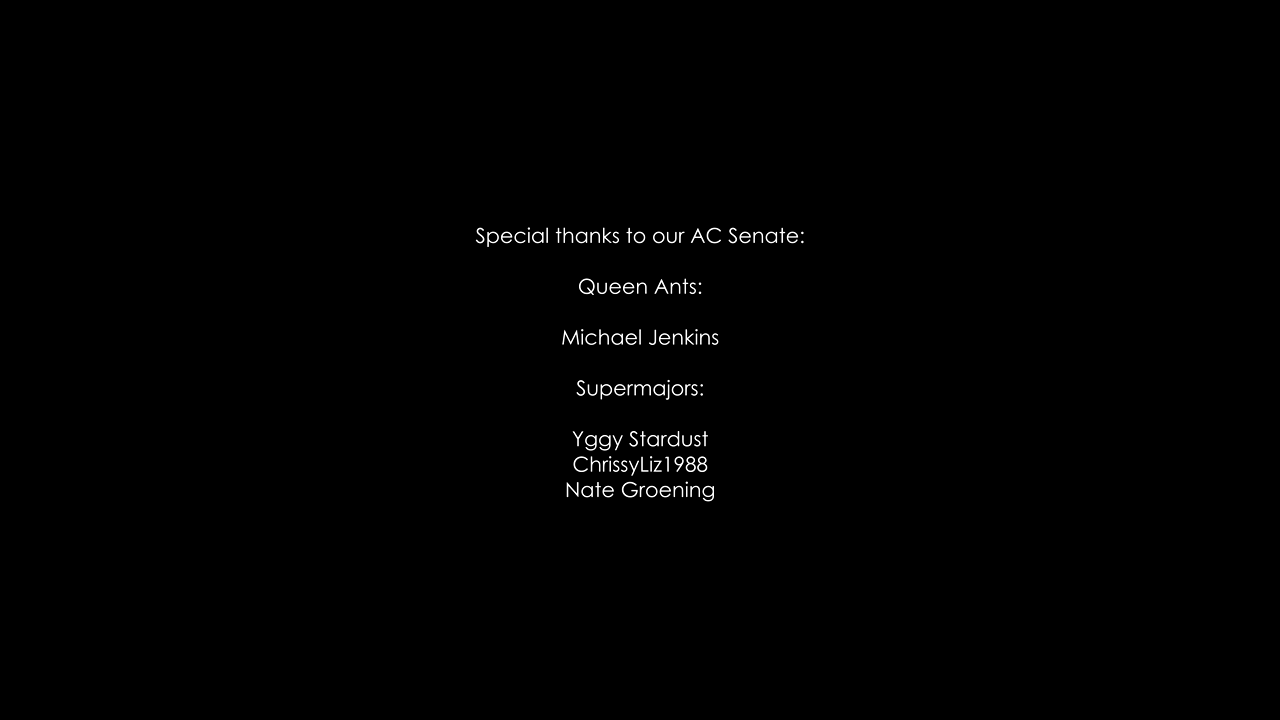 Special thanks to our AC Senate:
Queen Ants:
Michael Jenkins
Supermajors:
Yggy Stardust
ChrissyLiz1988
Nate Groening